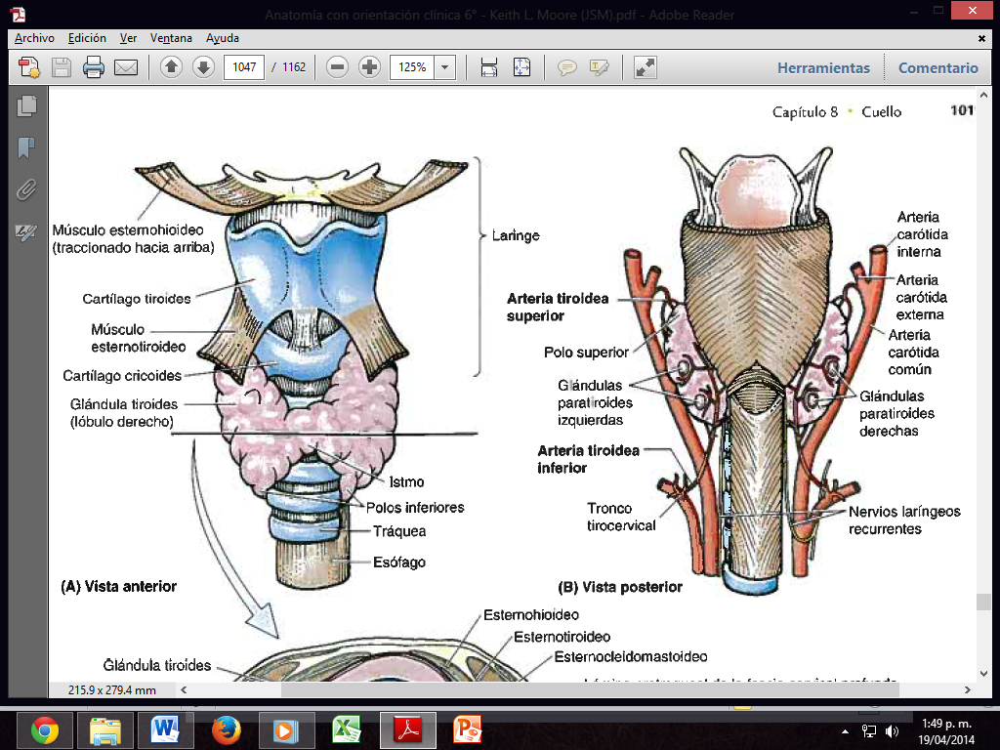 Anatomía con orientación clínica 6° - Keith L. Moore (JSM).pdf - Adobe Reader
Archivo Edición Ver Ventana Ayuda
1047 / 1162 125% Herramientas Comentario
Capítulo 8 • Cuello 101
Músculo esternohioideo
(traccionado hacia arriba)
Cartílago tiroides
Músculo
esternotiroideo
Cartílago cricoides
Glándula tiroides
(lóbulo derecho)
Laringe
Istmo
Polos inferiores
Tráquea
Esófago
(A) Vista anterior
Arteria tiroidea
superior
Polo superior
Glándulas
paratiroides
izquierdas
Arteria tiroidea
inferior
Tronco
tirocervical
Arteria
carótida
interna
Arteria
carótida
externa
Arteria
carótida
común
Glándulas
paratiroides
derechas
Nervios laríngeos
recurrentes
(B) Vista posterior
Esternohioideo
Esternotiroideo
Esternocleidomastoideo
Glándula tiroides
215.9 x 279.4 mm
1:49 p. m.
19/04/2014